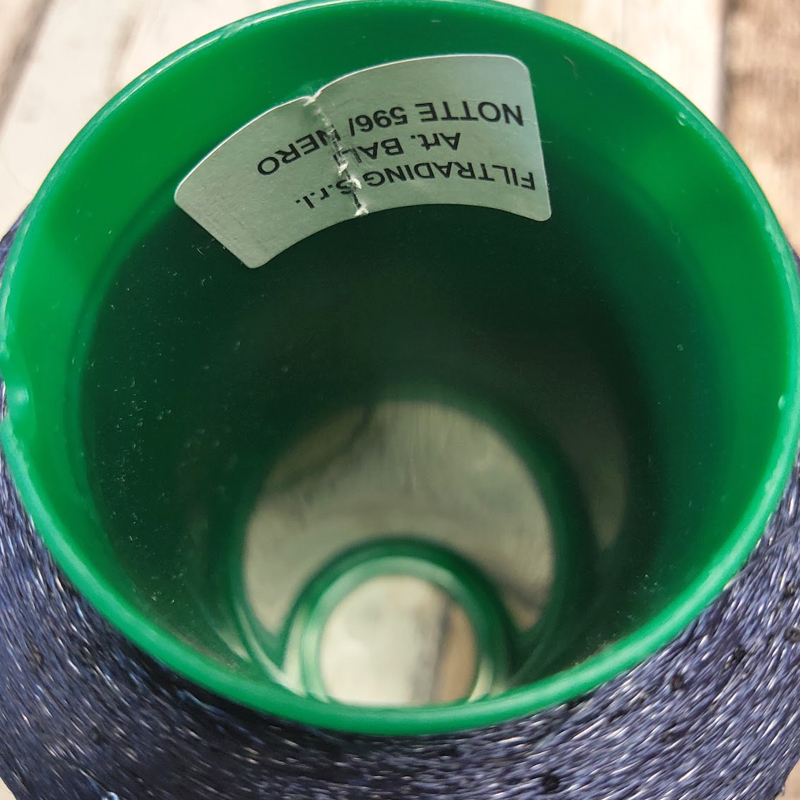 FILTRADING S.r.l.
Art.
NOTTE 596/ NERO